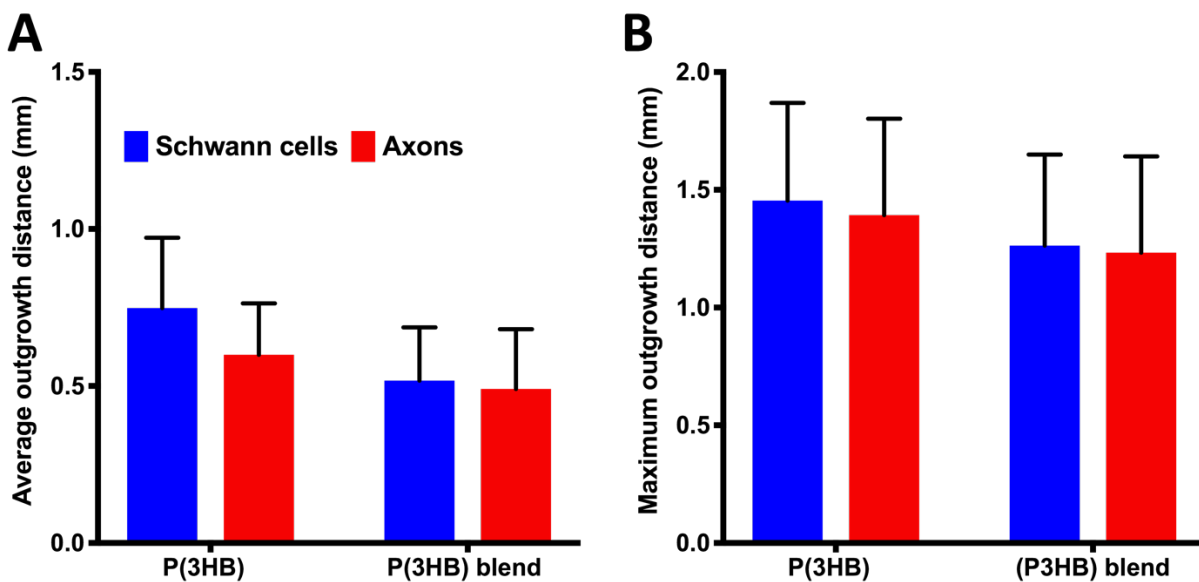 A
Average outgrowth distance (mm)
1.5
1.0
0.5
0.0
Schwann cells
Axons
P(3HB)
P(3HB) blend
B
Maximum outgrowth distance (mm)
2.0
1.5
1.0
0.5
0.0
P(3HB)
(P3HB) blend